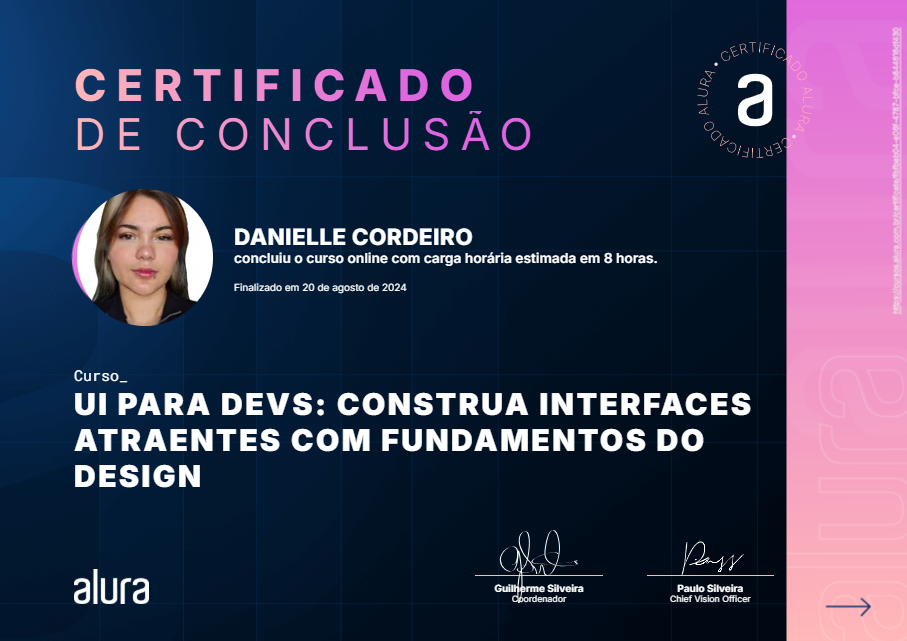 CERTIFICADO
DE CONCLUSÃO
CERTIFICADO ALURA • CERTIFICADO ALURA •
a
DANIELLE CORDEIRO
concluiu o curso online com carga horária estimada em 8 horas.
Finalizado em 20 de agosto de 2024
Curso_
UI PARA DEVS: CONSTRUA INTERFACES
ATRAENTES COM FUNDAMENTOS DO
DESIGN
Guilherme Silveira
Coordenador
Paulo Silveira
Chief Vision Officer
alura
alura